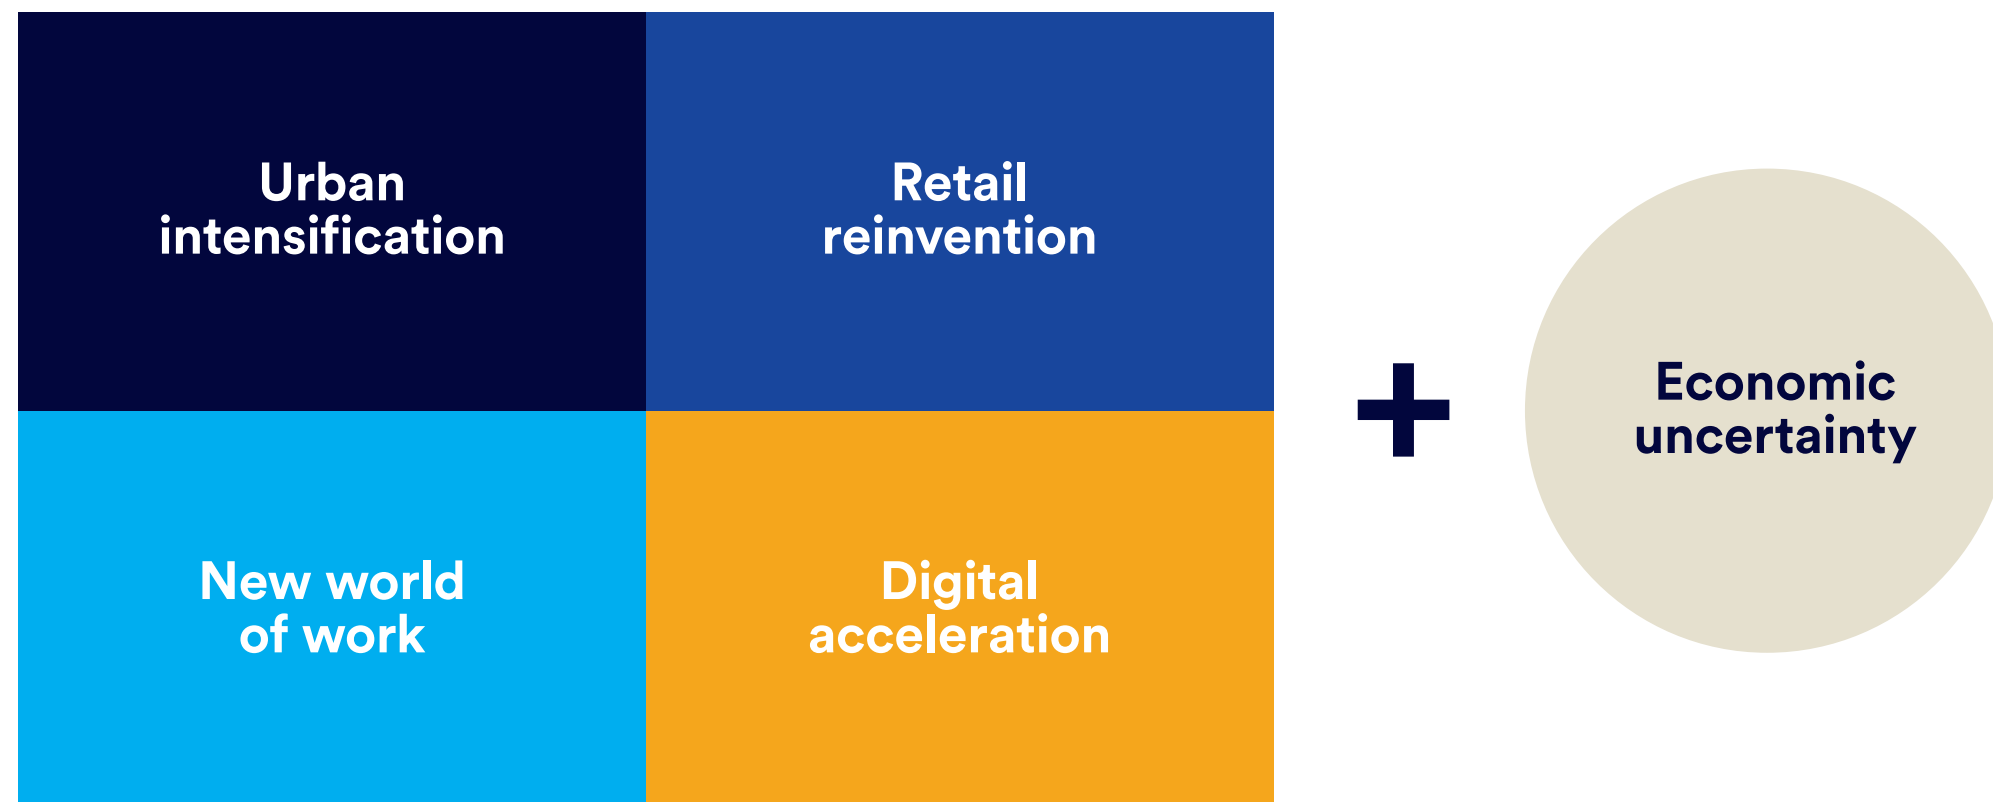 Urban
intensification
Retail
reinvention
New world
of work
Digital
acceleration
+
Economic
uncertainty